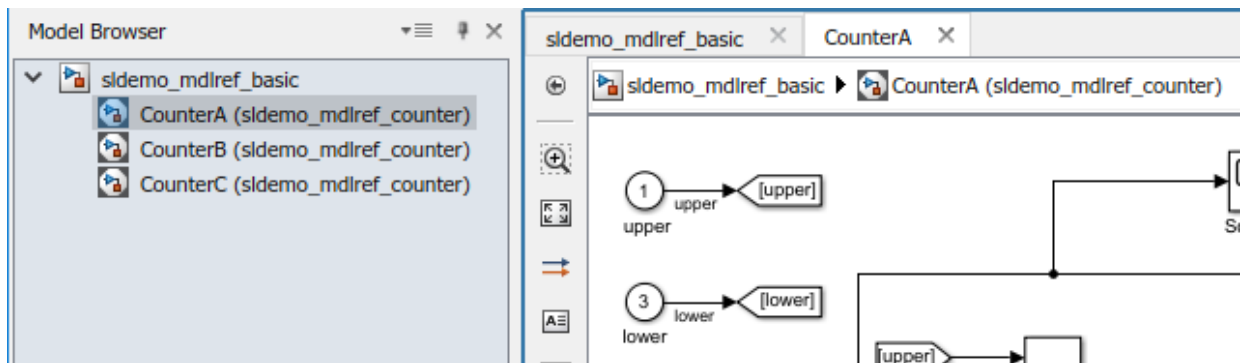 Model Browser
sldemo_mdlref_basic
CounterA (sldemo_mdlref_counter)
CounterB (sldemo_mdlref_counter)
CounterC (sldemo_mdlref_counter)
sldemo_mdlref_basic
CounterA
sldemo_mdlref_basic CounterA (sldemo_mdlref_counter)
1
upper
[upper]
upper
3
lower
[lower]
lower
[upper]